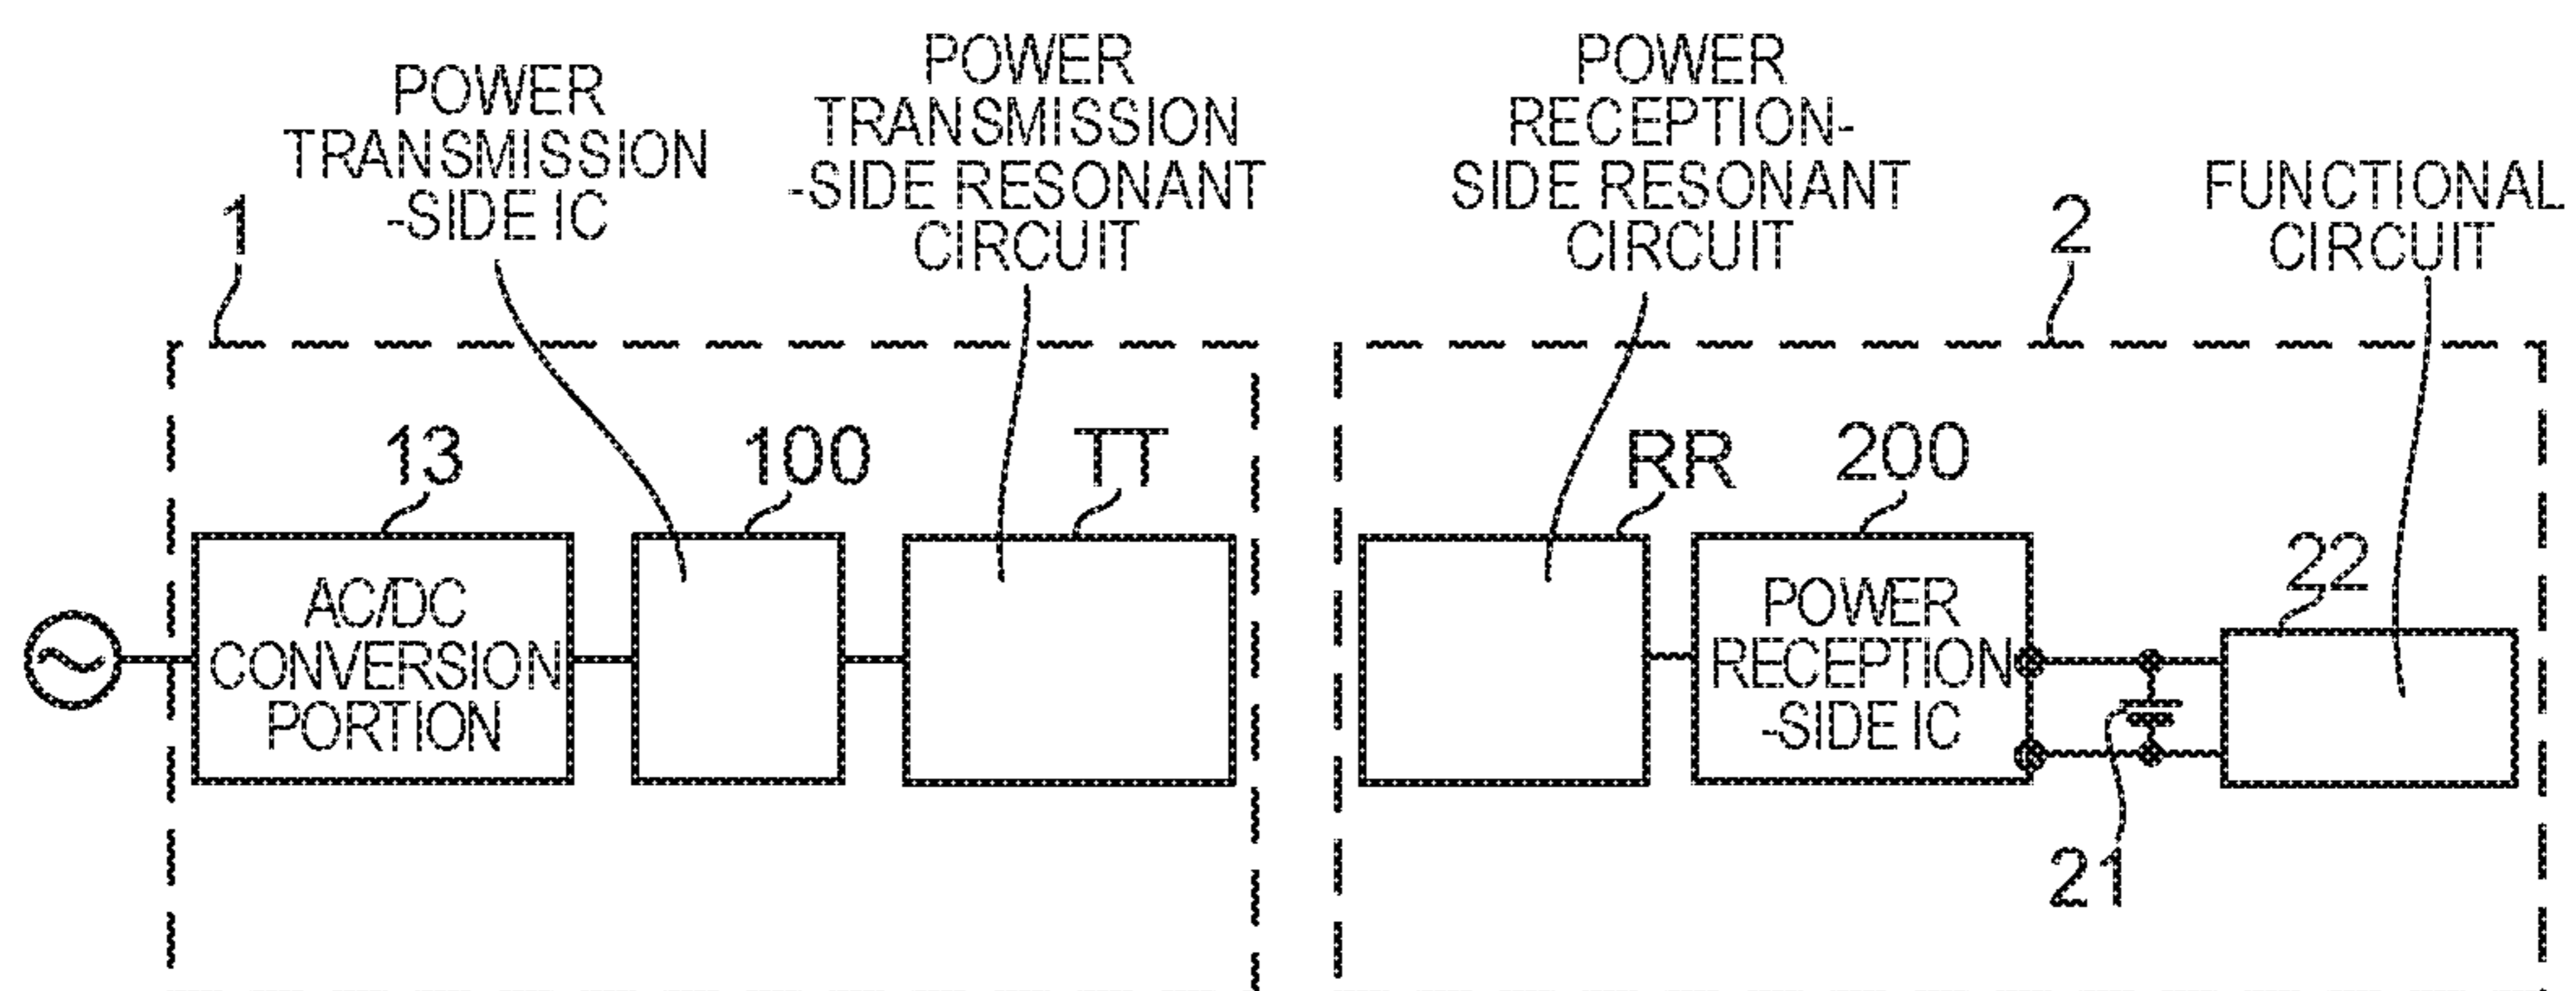 POWER
TRANSMISSION
-SIDE IC
POWER
TRANSMISSION
-SIDE RESONANT
CIRCUIT
POWER
RECEPTION-
SIDE RESONANT
CIRCUIT
FUNCTIONAL
CIRCUIT
1
2
13
100
TT
RR
200
22
AC/DC
CONVERSION
PORTION
POWER
RECEPTION
-SIDE IC
21